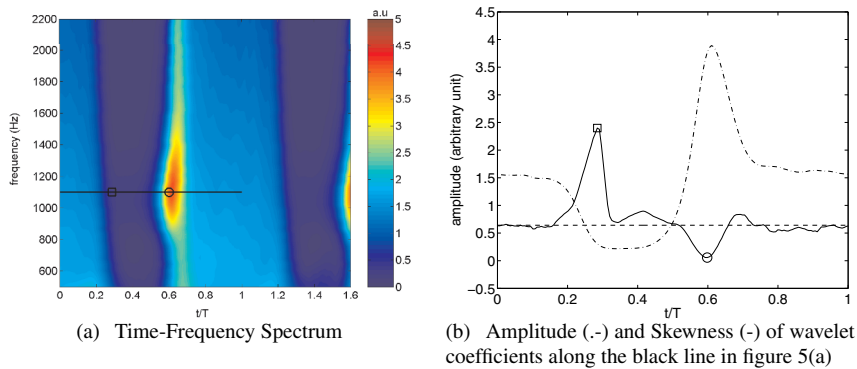 a.u
5
4.5
4
3.5
3
2.5
2
1.5
1
0.5
0
2200
2000
1800
1600
1400
1200
1000
800
600
frequency (Hz)
0 0.2 0.4 0.6 0.8 1 1.2 1.4 1.6
t/T
(a) Time-Frequency Spectrum
4.5
4
3.5
2.5
1.5
0.5
0
−0.5
amplitude (arbitrary unit)
0 0.2 0.4 0.6 0.8 1
t/T
(b) Amplitude (.-) and Skewness (-) of wavelet
coefficients along the black line in figure 5(a)